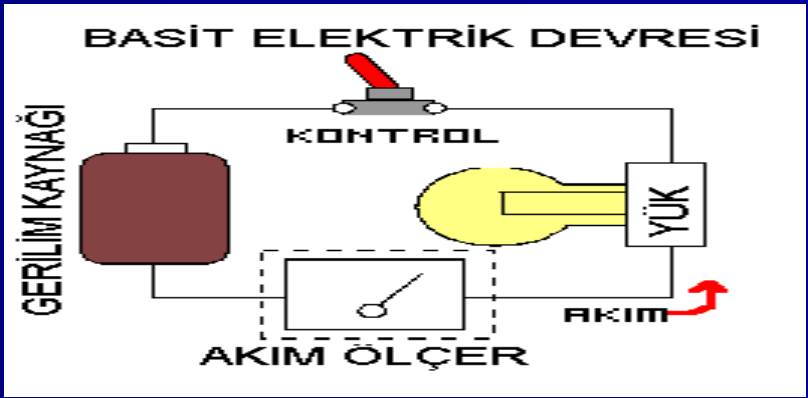 BASİT ELEKTRİK DEVRESİ
KONTROL
GERİLİM KAYNAĞI
YÜK
AKIM
AKIM ÖLÇER